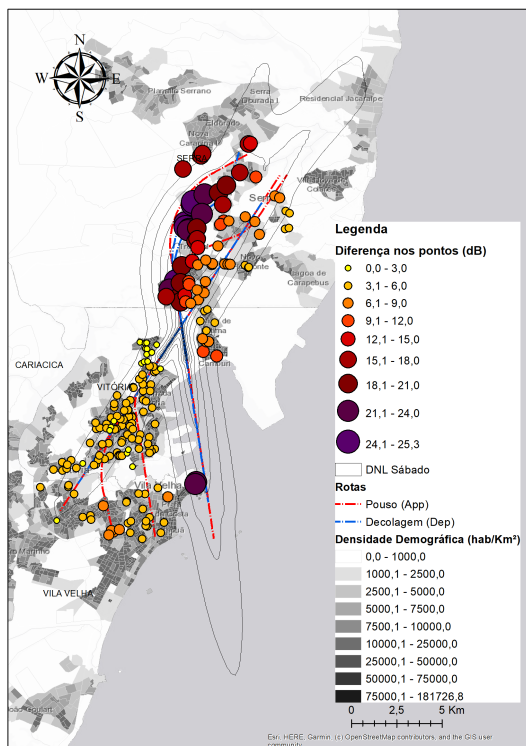 N
W E
S
Planalto Serrano
Serra
Dourada I
Residencial Jacaraípe
Eldorado
Nova
Carapina I
SERRA
Lagoa de
Carapebus
CARIACICA
VITÓRIA
Vila Velha
VILA VELHA
João Goulart
Legenda
Diferença nos pontos (dB)
0,0 - 3,0
3,1 - 6,0
6,1 - 9,0
9,1 - 12,0
12,1 - 15,0
15,1 - 18,0
18,1 - 21,0
21,1 - 24,0
24,1 - 25,3
DNL Sábado
Rotas
Pouso (App)
Decolagem (Dep)
Densidade Demográfica (hab/Km²)
0,0 - 1000,0
1000,1 - 2500,0
2500,1 - 5000,0
5000,1 - 7500,0
7500,1 - 10000,0
10000,1 - 25000,0
25000,1 - 50000,0
50000,1 - 75000,0
75000,1 - 181726,8
0 2,5 5 Km
Esri, HERE, Garmin, (c) OpenStreetMap contributors, and the GIS user
community